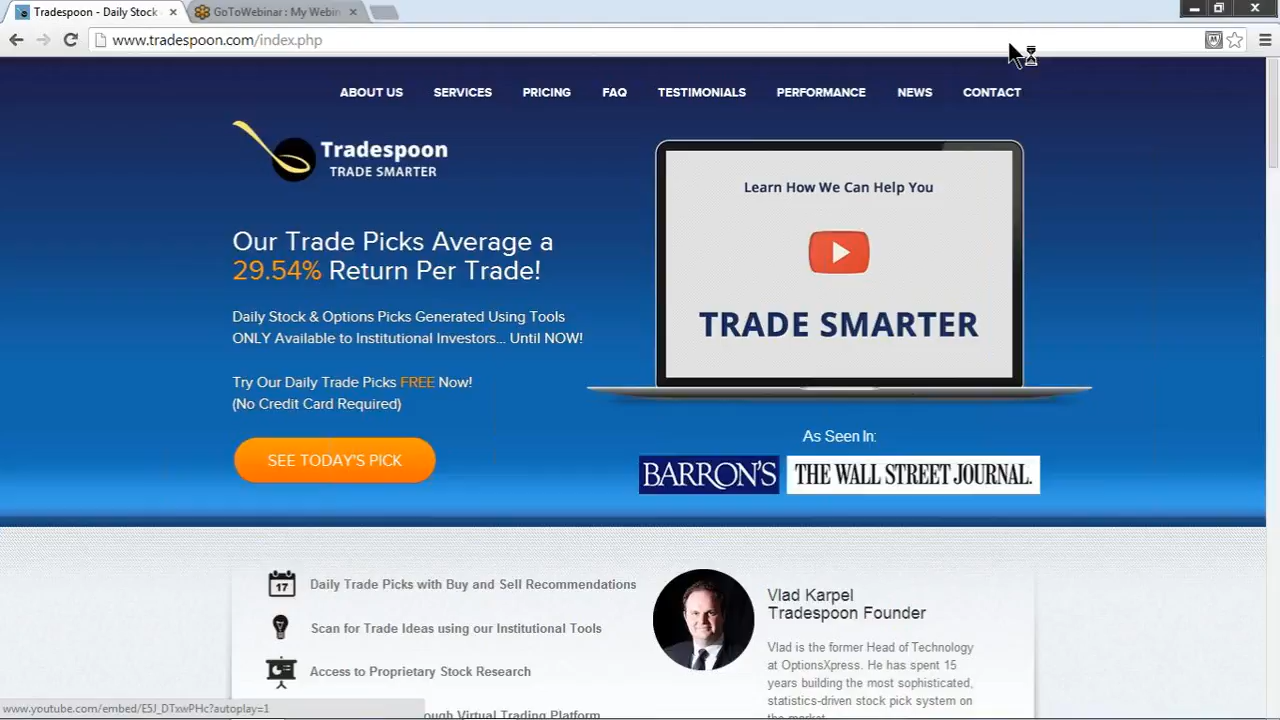 Tradespoon - Daily Stock
GoToWebinar : My Webin
www.tradespoon.com/index.php
ABOUT US SERVICES PRICING FAQ TESTIMONIALS PERFORMANCE NEWS CONTACT
Tradespoon
TRADE SMARTER
Our Trade Picks Average a
29.54% Return Per Trade!
Daily Stock & Options Picks Generated Using Tools
ONLY Available to Institutional Investors... Until NOW!
Try Our Daily Trade Picks FREE Now!
(No Credit Card Required)
SEE TODAY'S PICK
Learn How We Can Help You
TRADE SMARTER
As Seen In:
BARRON'S
THE WALL STREET JOURNAL.
17
Daily Trade Picks with Buy and Sell Recommendations
Scan for Trade Ideas using our Institutional Tools
Access to Proprietary Stock Research
ough Virtual Trading Platform
Vlad Karpel
Tradespoon Founder
Vlad is the former Head of Technology
at OptionsXpress. He has spent 15
years building the most sophisticated,
statistics-driven stock pick system on
the market.
www.youtube.com/embed/E5J_DTxwPHc?autoplay=1